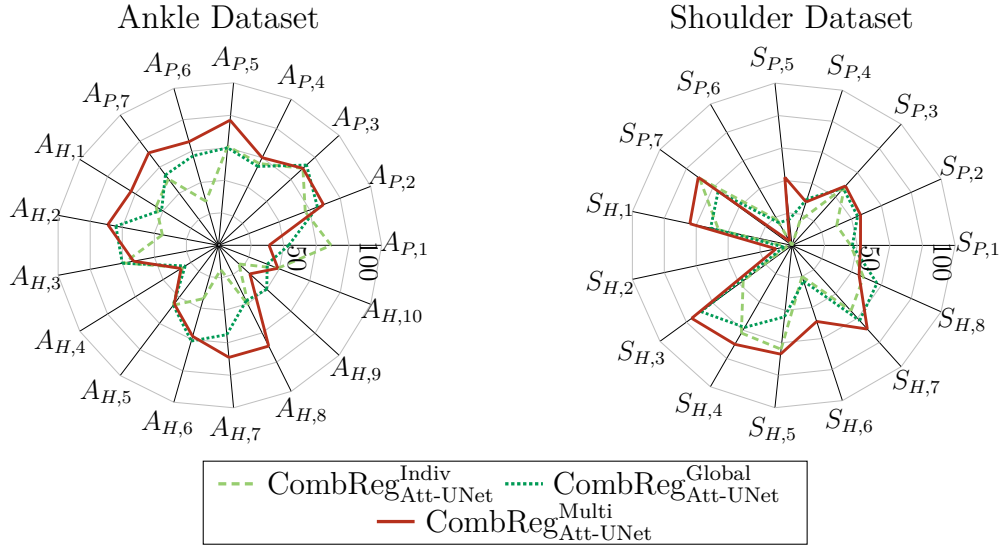 Ankle Dataset
A_{P,1}
A_{P,2}
A_{P,3}
A_{P,4}
A_{P,5}
A_{P,6}
A_{P,7}
A_{H,1}
A_{H,2}
A_{H,3}
A_{H,4}
A_{H,5}
A_{H,6}
A_{H,7}
A_{H,8}
A_{H,9}
A_{H,10}
50
100
Shoulder Dataset
S_{P,1}
S_{P,2}
S_{P,3}
S_{P,4}
S_{P,5}
S_{P,6}
S_{P,7}
S_{H,1}
S_{H,2}
S_{H,3}
S_{H,4}
S_{H,5}
S_{H,6}
S_{H,7}
S_{H,8}
50
100
CombReg^{Indiv}_{Att-UNet} CombReg^{Global}_{Att-UNet}
CombReg^{Multi}_{Att-UNet}